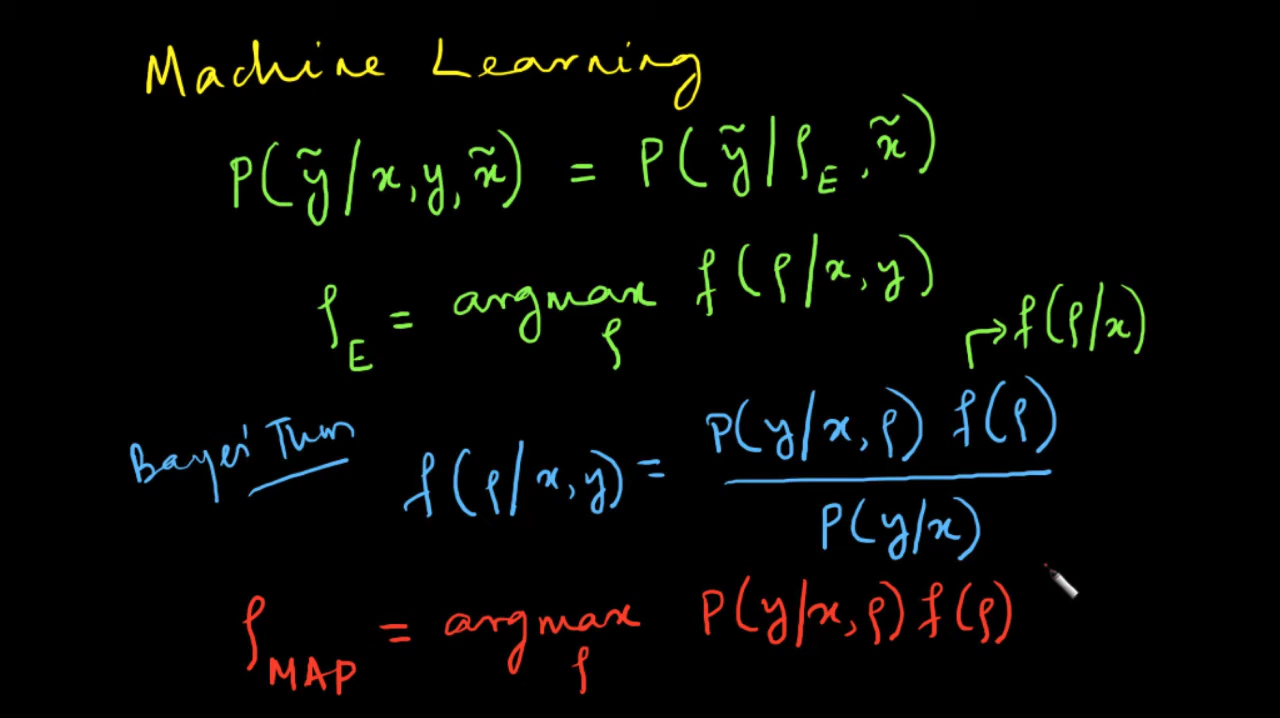 Machine Learning
P(ỹ/x, y, x̃) = P(ỹ/ρ_E, x̃)
ρ_E = argmax_ρ f(ρ/x, y)
→ f(ρ/x)
Bayes' Thm f(ρ/x, y) = P(y/x, ρ) f(ρ) / P(y/x)
ρ_MAP = argmax_ρ P(y/x, ρ) f(ρ)